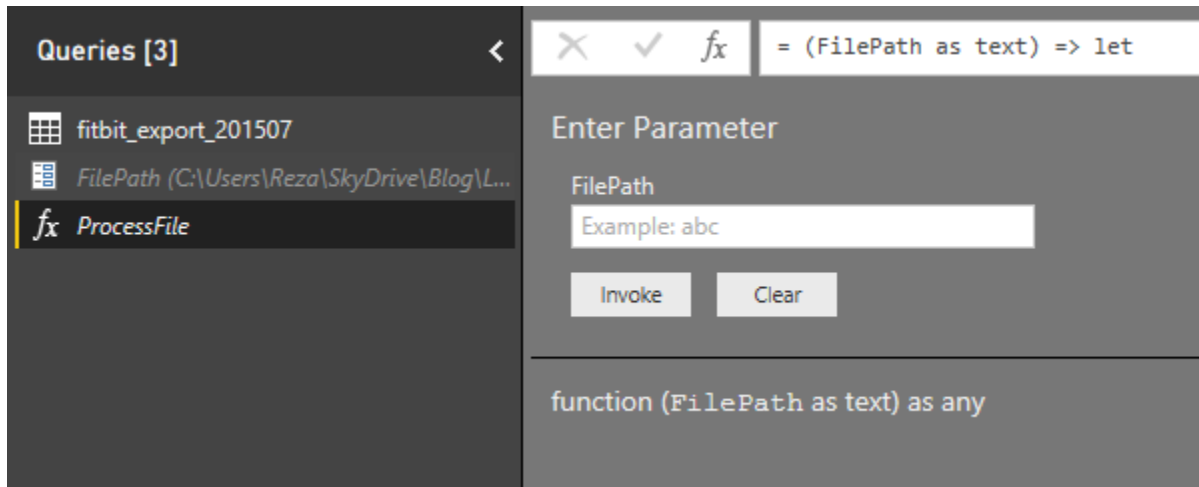 Queries [3]
fx = (FilePath as text) => let
fitbit_export_201507
FilePath (C:\Users\Reza\SkyDrive\Blog\L...
fx ProcessFile
Enter Parameter
FilePath
Example: abc
Invoke Clear
function (FilePath as text) as any